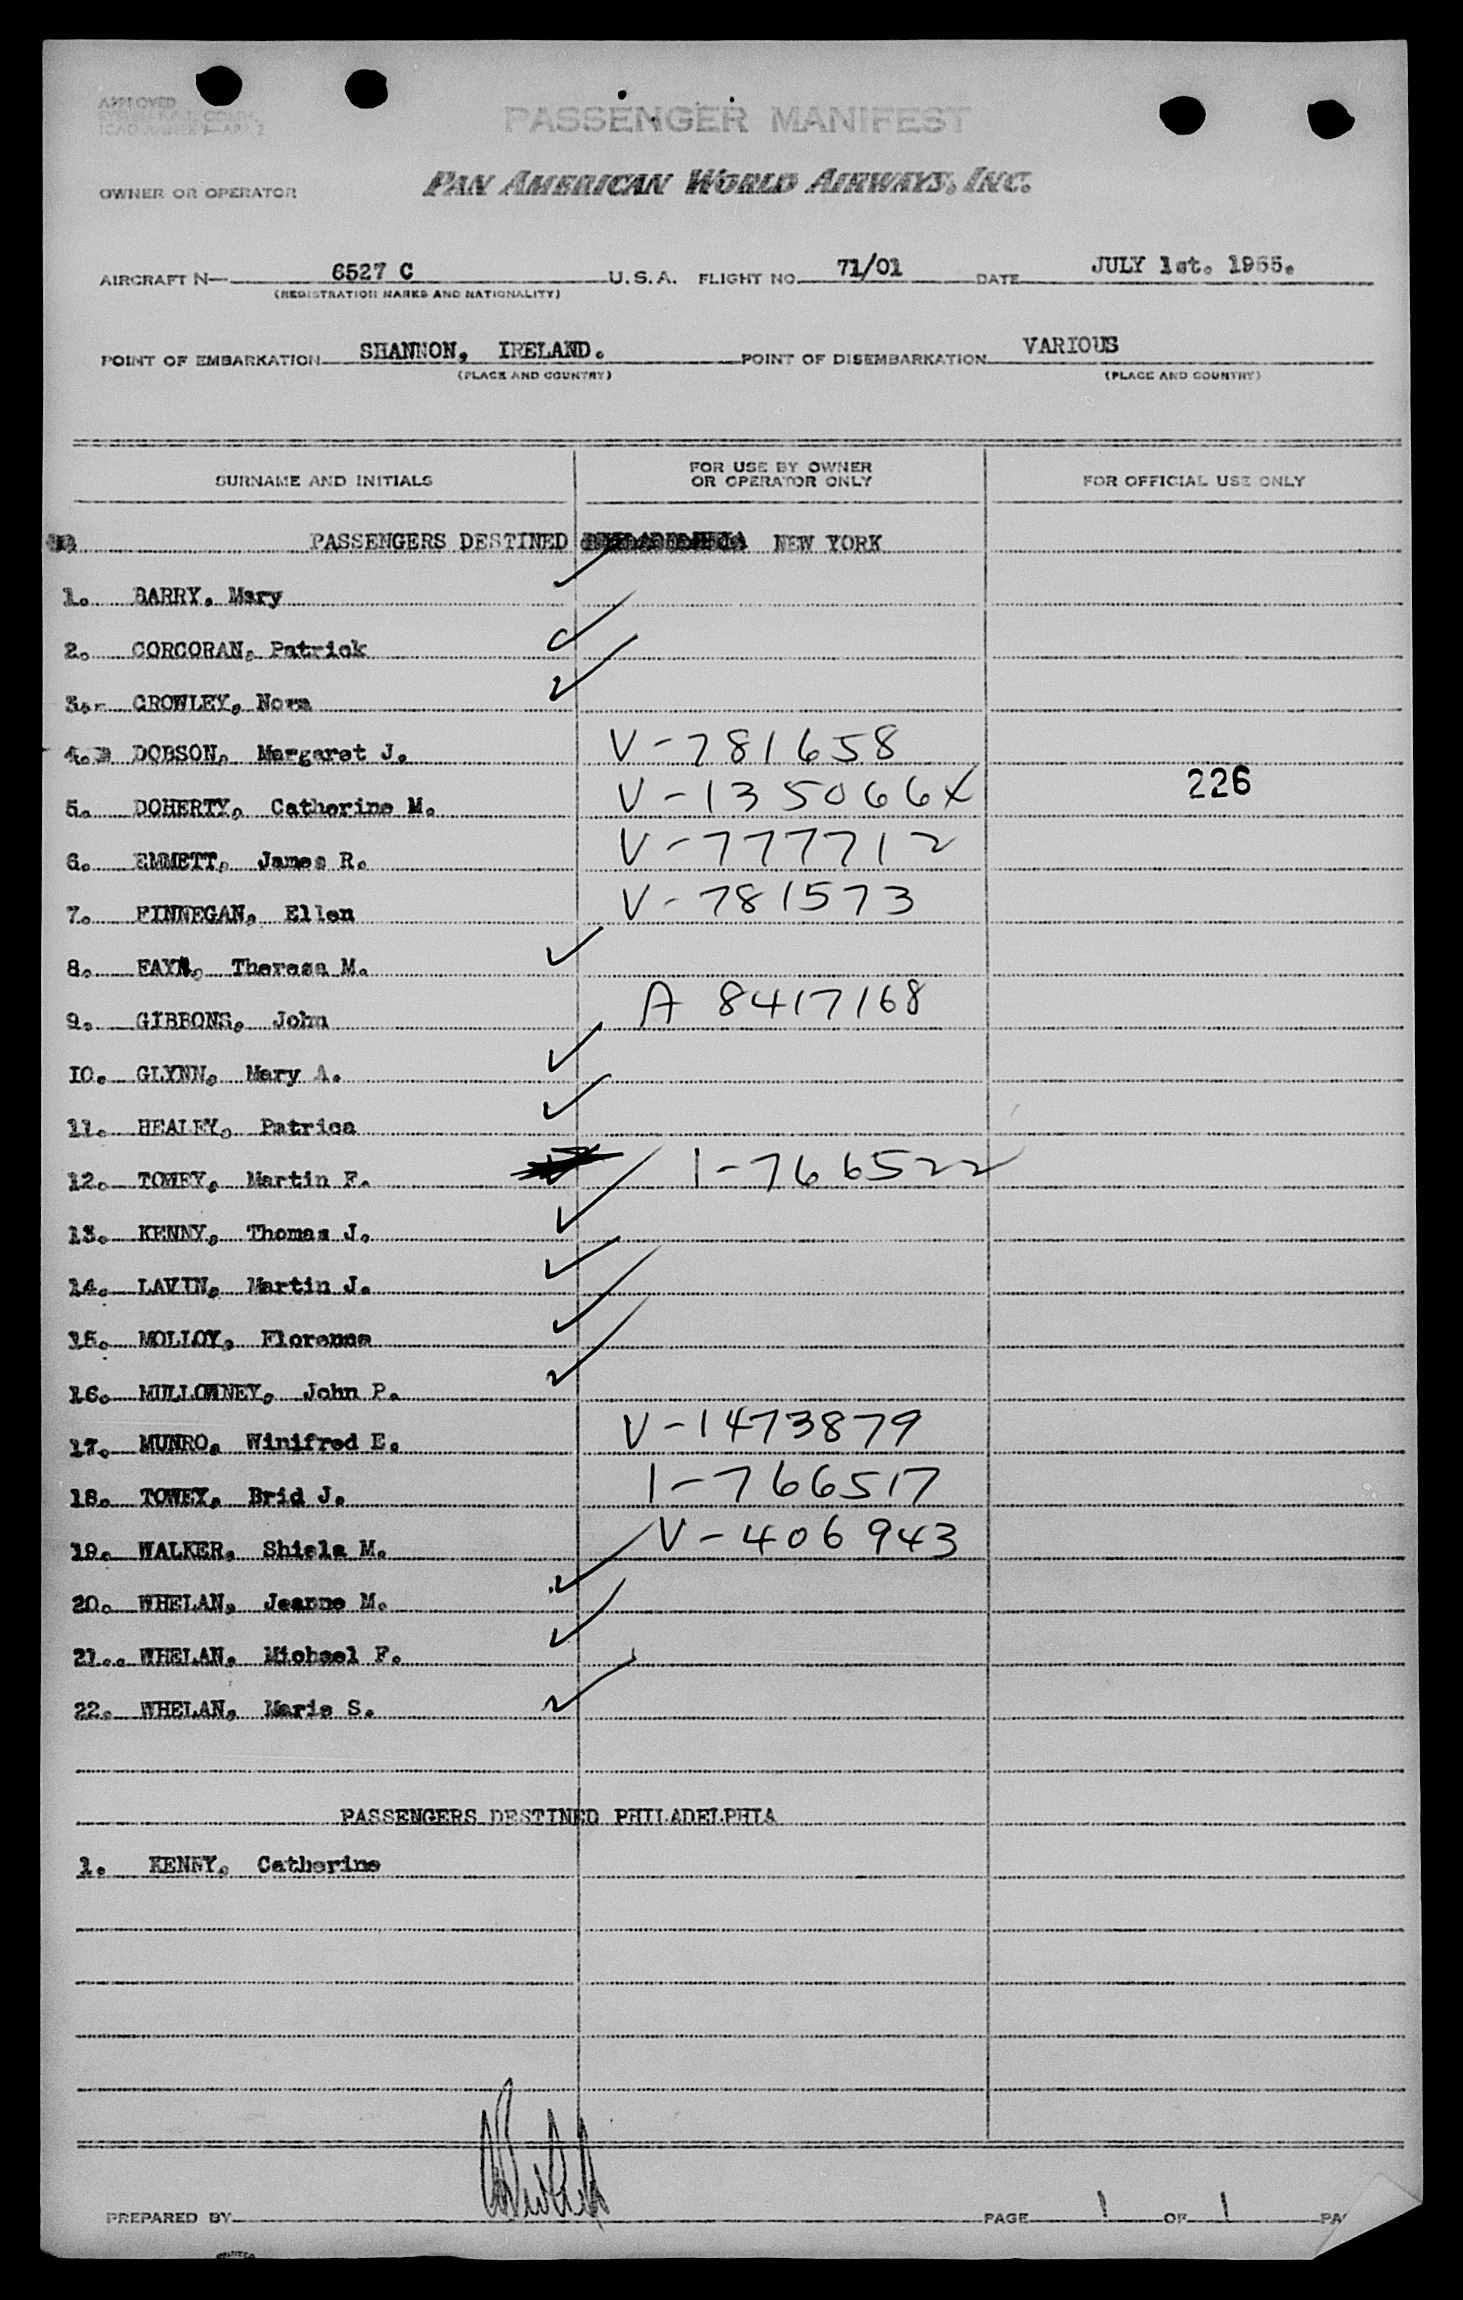 APPROVED
PASSENGER MANIFEST
OWNER OR OPERATOR PAN AMERICAN WORLD AIRWAYS, INC.
AIRCRAFT N— 6527 C U.S.A. FLIGHT NO. 71/01 DATE JULY 1st. 1955.
(REGISTRATION MARKS AND NATIONALITY)
POINT OF EMBARKATION SHANNON, IRELAND. POINT OF DISEMBARKATION VARIOUS
(PLACE AND COUNTRY) (PLACE AND COUNTRY)
SURNAME AND INITIALS FOR USE BY OWNER OR OPERATOR ONLY FOR OFFICIAL USE ONLY
PASSENGERS DESTINED NEW YORK
1. BARRY, Mary
2. CORCORAN, Patrick
3. CROWLEY, Nora
4. DOBSON, Margaret J. V-781658
5. DOHERTY, Catherine M. V-135066X 226
6. EMMETT, James R. V-777712
7. FINNEGAN, Ellen V-781573
8. FAYN, Theresa M.
9. GIBBONS, John A 8417168
10. GLYNN, Mary A.
11. HEALEY, Patrica
12. TOWEY, Martin F. 1-766522
13. KENNY, Thomas J.
14. LAVIN, Martin J.
15. MOLLOY, Florence
16. MULLOWNEY, John P.
17. MUNRO, Winifred E. V-1473879
18. TOWEY, Brid J. 1-766517
19. WALKER, Shiela M. V-406943
20. WHELAN, Jeanne M.
21.. WHELAN, Michael F.
22. WHELAN, Marie S.
PASSENGERS DESTINED PHILADELPHIA
1. KENNY, Catherine
PREPARED BY PAGE 1 OF 1